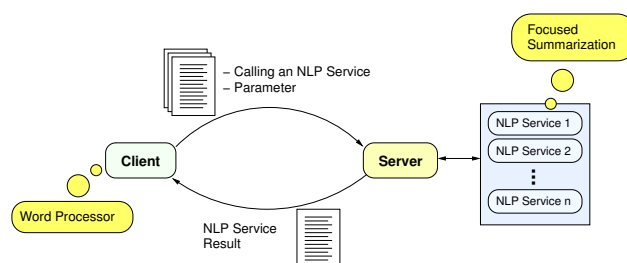 Focused
Summarization
– Calling an NLP Service
– Parameter
NLP Service 1
Client
Server
NLP Service 2
NLP Service n
Word Processor
NLP Service
Result